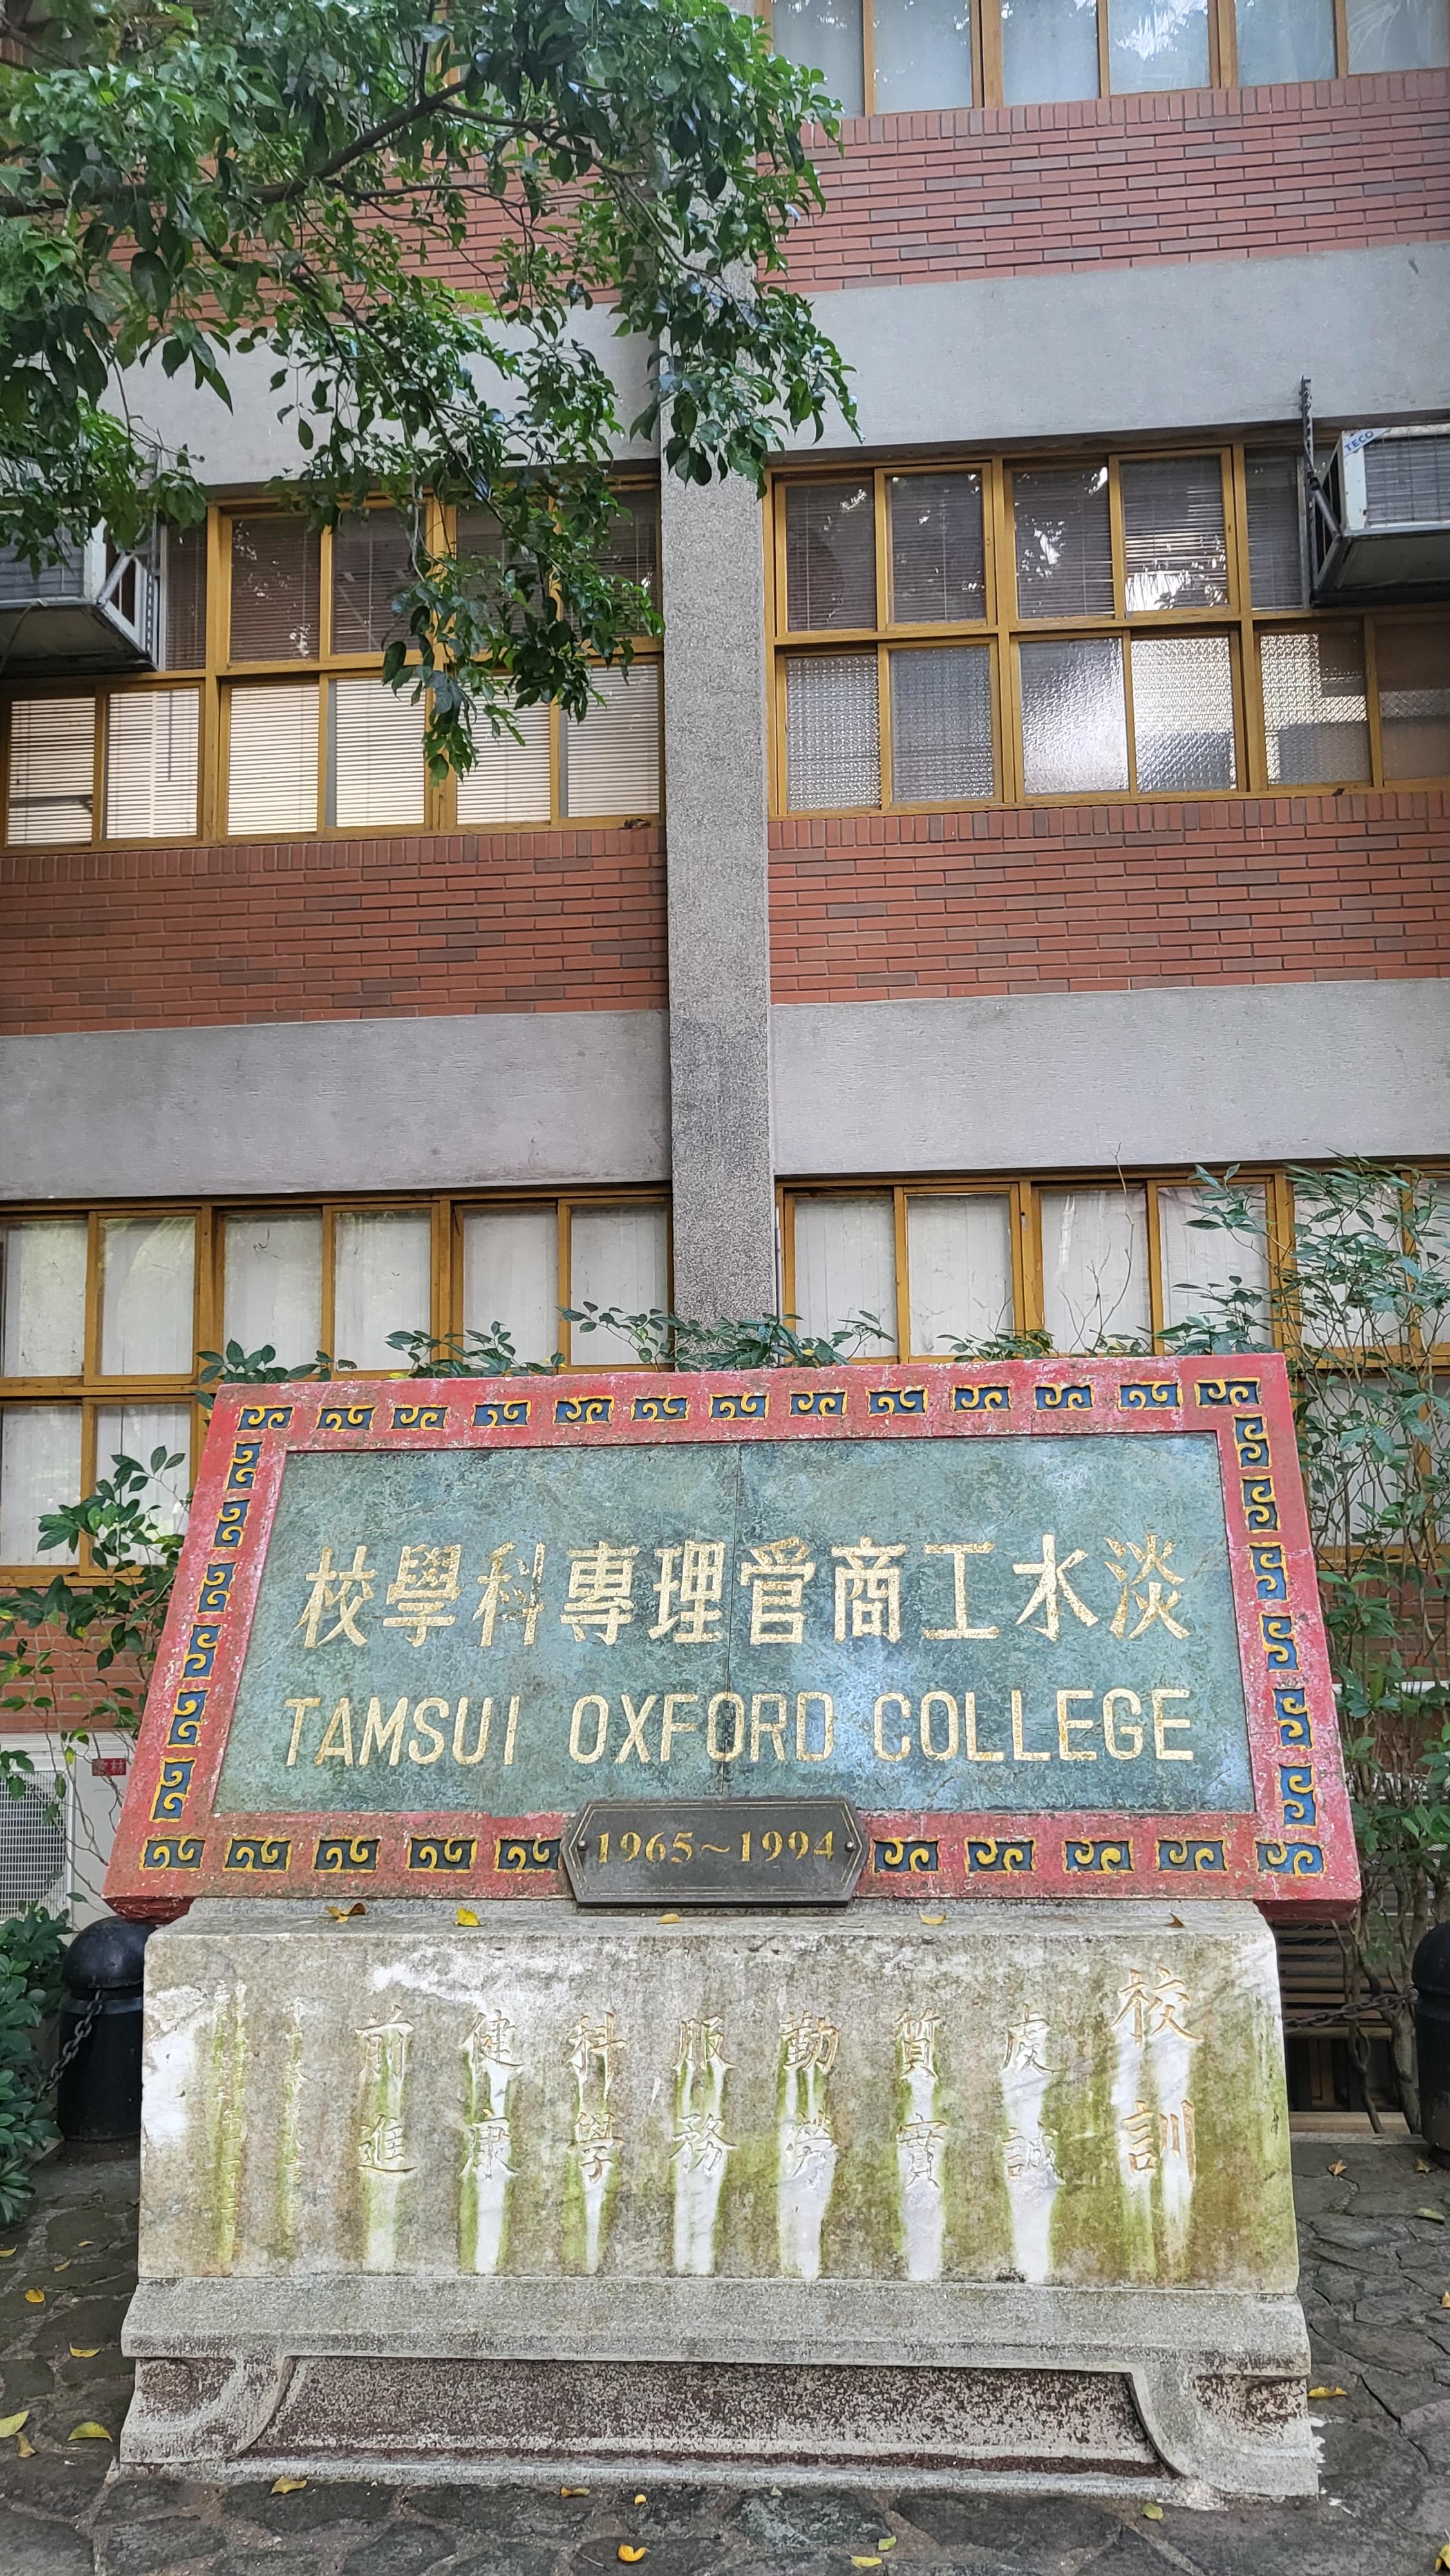 TECO
淡水工商管理專科學校
TAMSUI OXFORD COLLEGE
1965~1994
校訓
虔誠
質實
勤勞
服務
科學
健康
前進